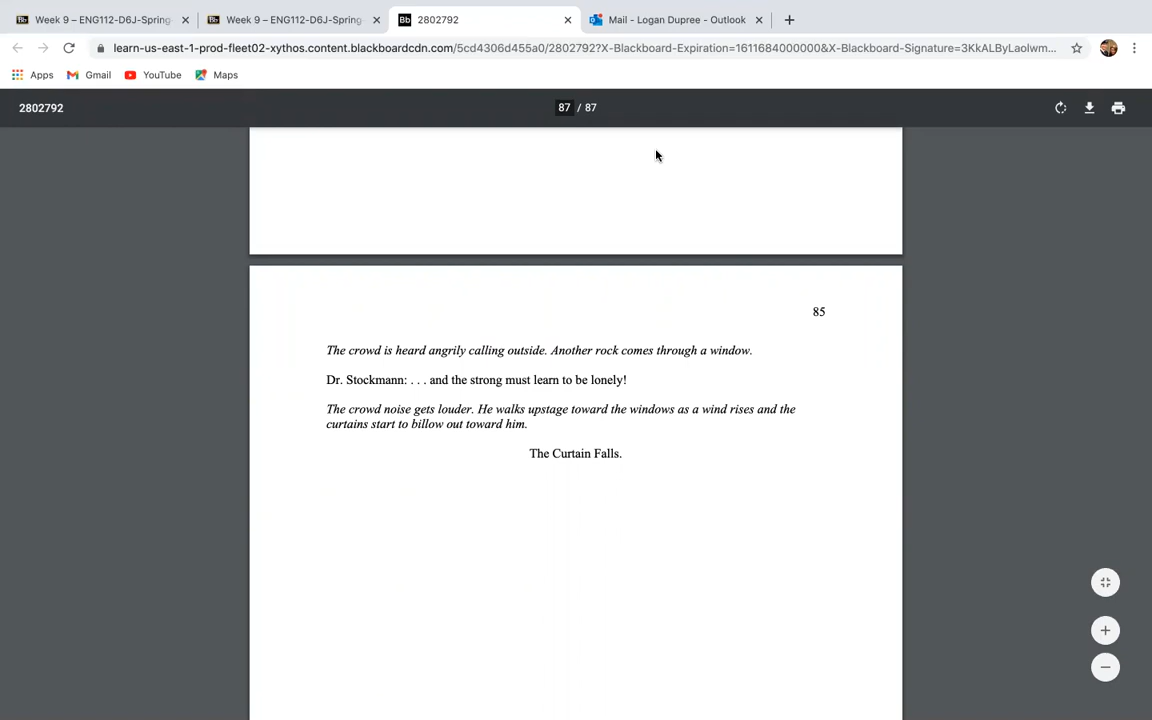 Week 9 – ENG112-D6J-Spring
Week 9 – ENG112-D6J-Spring
2802792
Mail - Logan Dupree - Outlook
learn-us-east-1-prod-fleet02-xythos.content.blackboardcdn.com/5cd4306d455a0/2802792?X-Blackboard-Expiration=1611684000000&X-Blackboard-Signature=3KkALByLaolwm...
Apps
Gmail
YouTube
Maps
2802792
87 / 87
85
The crowd is heard angrily calling outside. Another rock comes through a window.
Dr. Stockmann: . . . and the strong must learn to be lonely!
The crowd noise gets louder. He walks upstage toward the windows as a wind rises and the
curtains start to billow out toward him.
The Curtain Falls.